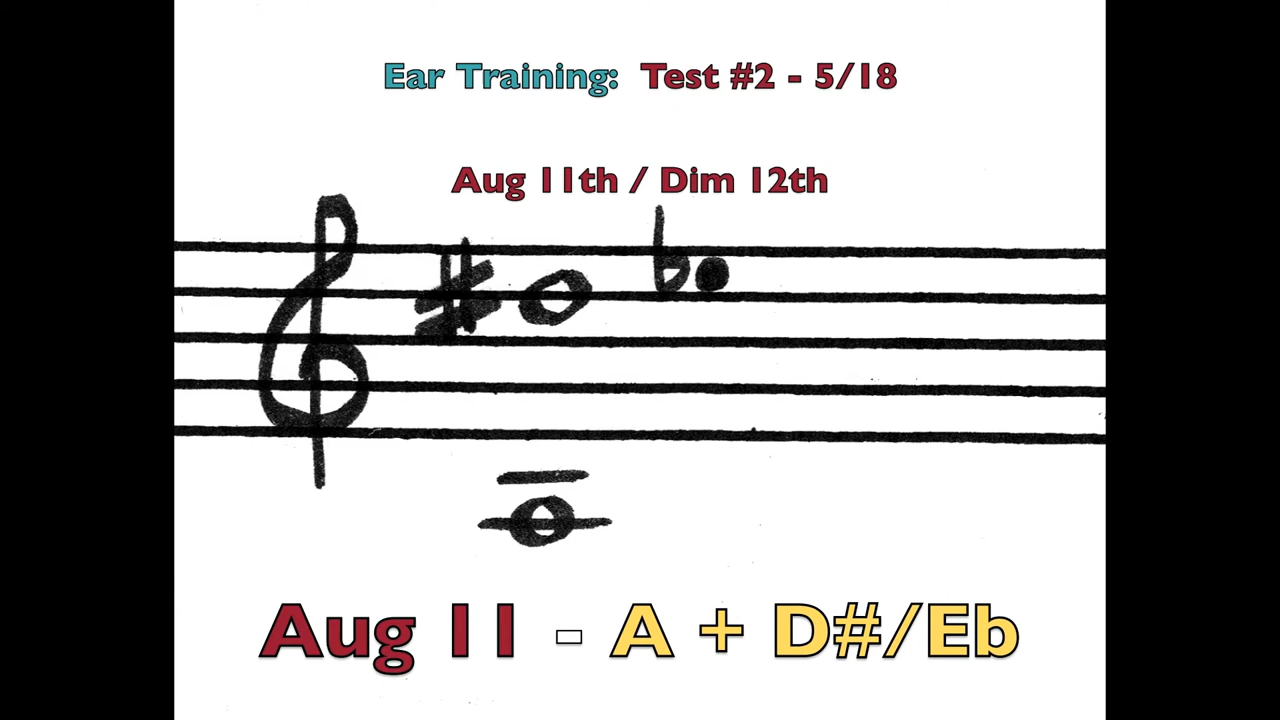 Ear Training: Test #2 - 5/18
Aug 11th / Dim 12th
Aug 11 - A + D#/Eb